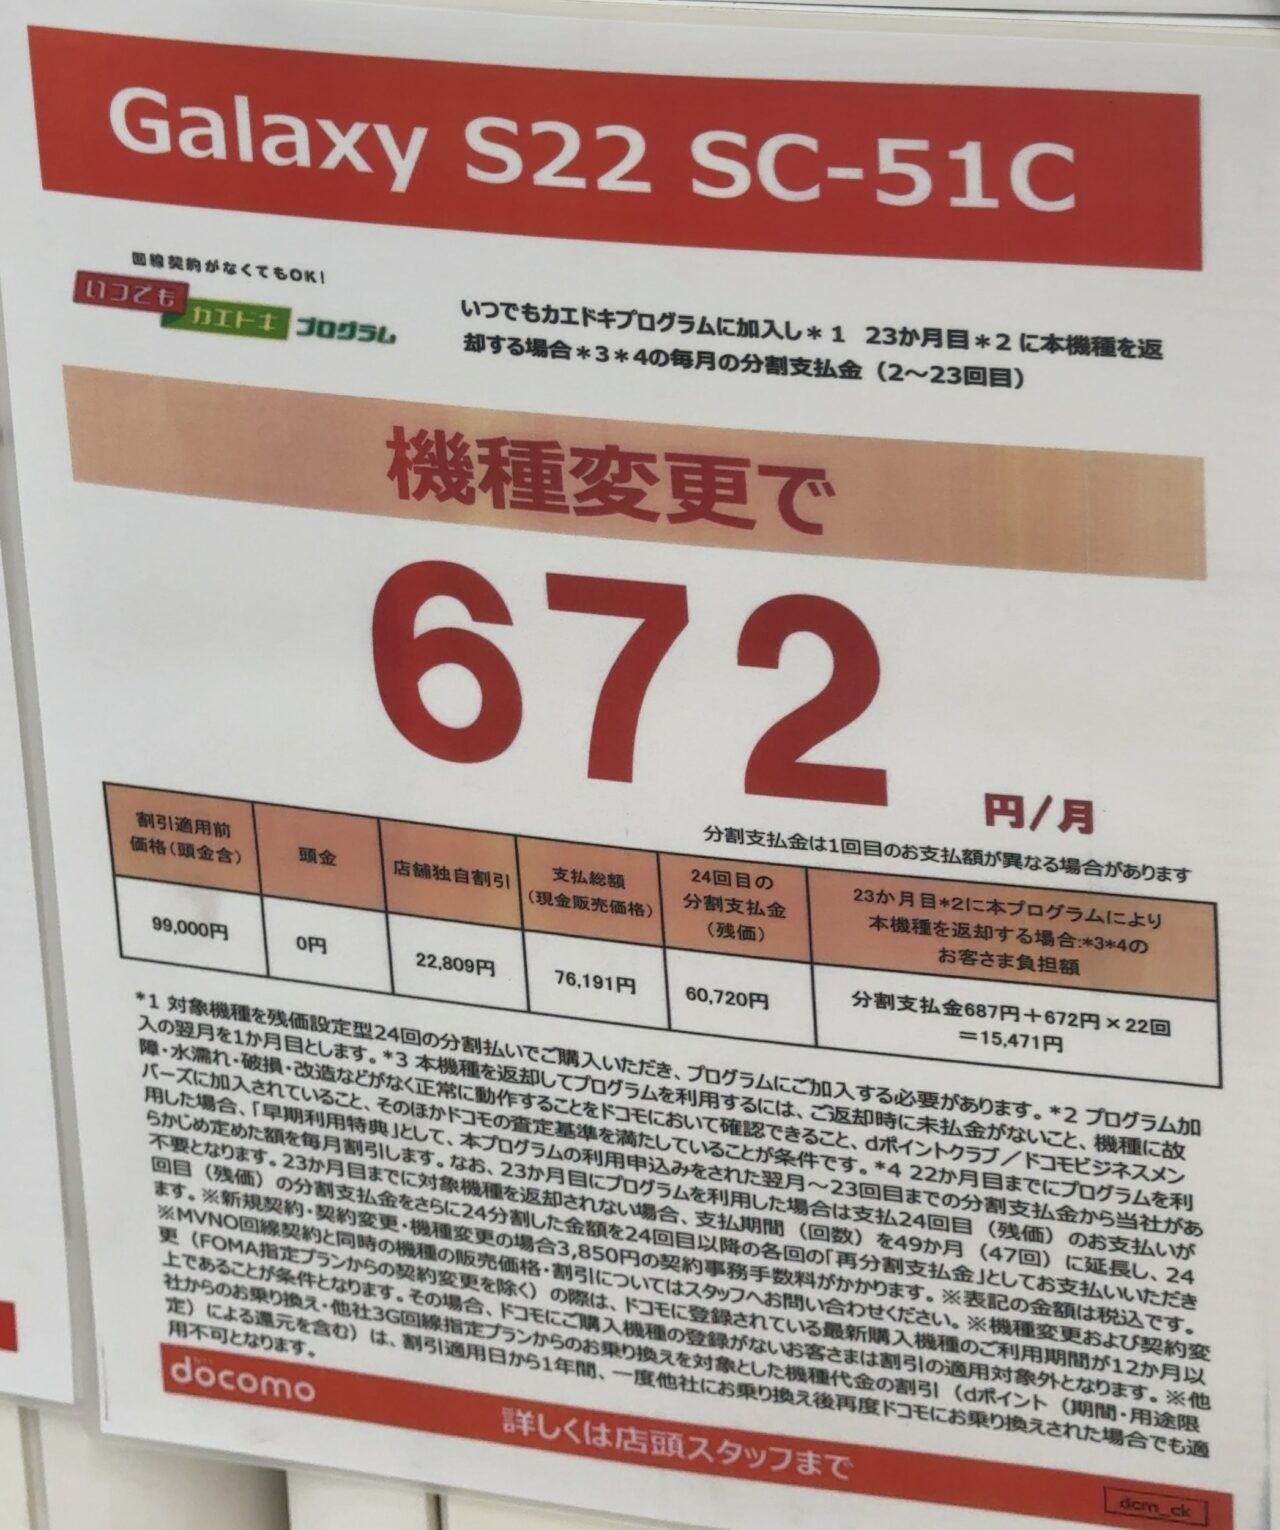 Galaxy S22 SC-51C
回線契約がなくてもOK!
いつでも
カエドキ
プログラム
いつでもカエドキプログラムに加入し＊1 23か月目＊2 に本機種を返
却する場合＊3＊4の毎月の分割支払金（2～23回目）
機種変更で
672
円/月
分割支払金は1回目のお支払額が異なる場合があります
割引適用前
価格(頭金含)
頭金
店舗独自割引
支払総額
(現金販売価格)
24回目の
分割支払金
(残価)
23か月目*2に本プログラムにより
本機種を返却する場合:*3*4の
お客さま負担額
99,000円
0円
22,809円
76,191円
60,720円
分割支払金687円＋672円×22回
＝15,471円
*1 対象機種を残価設定型24回の分割払いでご購入いただき、プログラムにご加入する必要があります。*2 プログラム加
入の翌月を1か月目とします。*3 本機種を返却してプログラムを利用するには、ご返却時に未払金がないこと、機種に故
障・水濡れ・破損・改造などがなく正常に動作することをドコモにおいて確認できること、dポイントクラブ／ドコモビジネスメン
バーズに加入されていること、そのほかドコモの査定基準を満たしていることが条件です。*4 22か月目までにプログラムを利
用した場合、「早期利用特典」として、本プログラムの利用申込みをされた翌月～23回目までの分割支払金から当社があ
らかじめ定めた額を毎月割引します。なお、23か月目にプログラムを利用した場合は支払24回目（残価）のお支払いが
不要となります。23か月目までに対象機種を返却されない場合、支払期間（回数）を49か月（47回）に延長し、24
回目（残価）の分割支払金をさらに24分割した金額を24回目以降の各回の「再分割支払金」としてお支払いいただき
ます。※新規契約・契約変更・機種変更の場合3,850円の契約事務手数料がかかります。※表記の金額は税込です。
※MVNO回線契約と同時の機種の販売価格・割引についてはスタッフへお問い合わせください。※機種変更および契約変
更（FOMA指定プランからの契約変更を除く）の際は、ドコモに登録されている最新購入機種のご利用期間が12か月以
上であることが条件となります。その場合、ドコモにご購入機種の登録がないお客さまは割引の適用対象外となります。※他
社からのお乗り換え・他社3G回線指定プランからのお乗り換えを対象とした機種代金の割引（dポイント（期間・用途限
定）による還元を含む）は、割引適用日から1年間、一度他社にお乗り換え後再度ドコモにお乗り換えされた場合でも適
用不可となります。
docomo
詳しくは店頭スタッフまで
dcm_ck